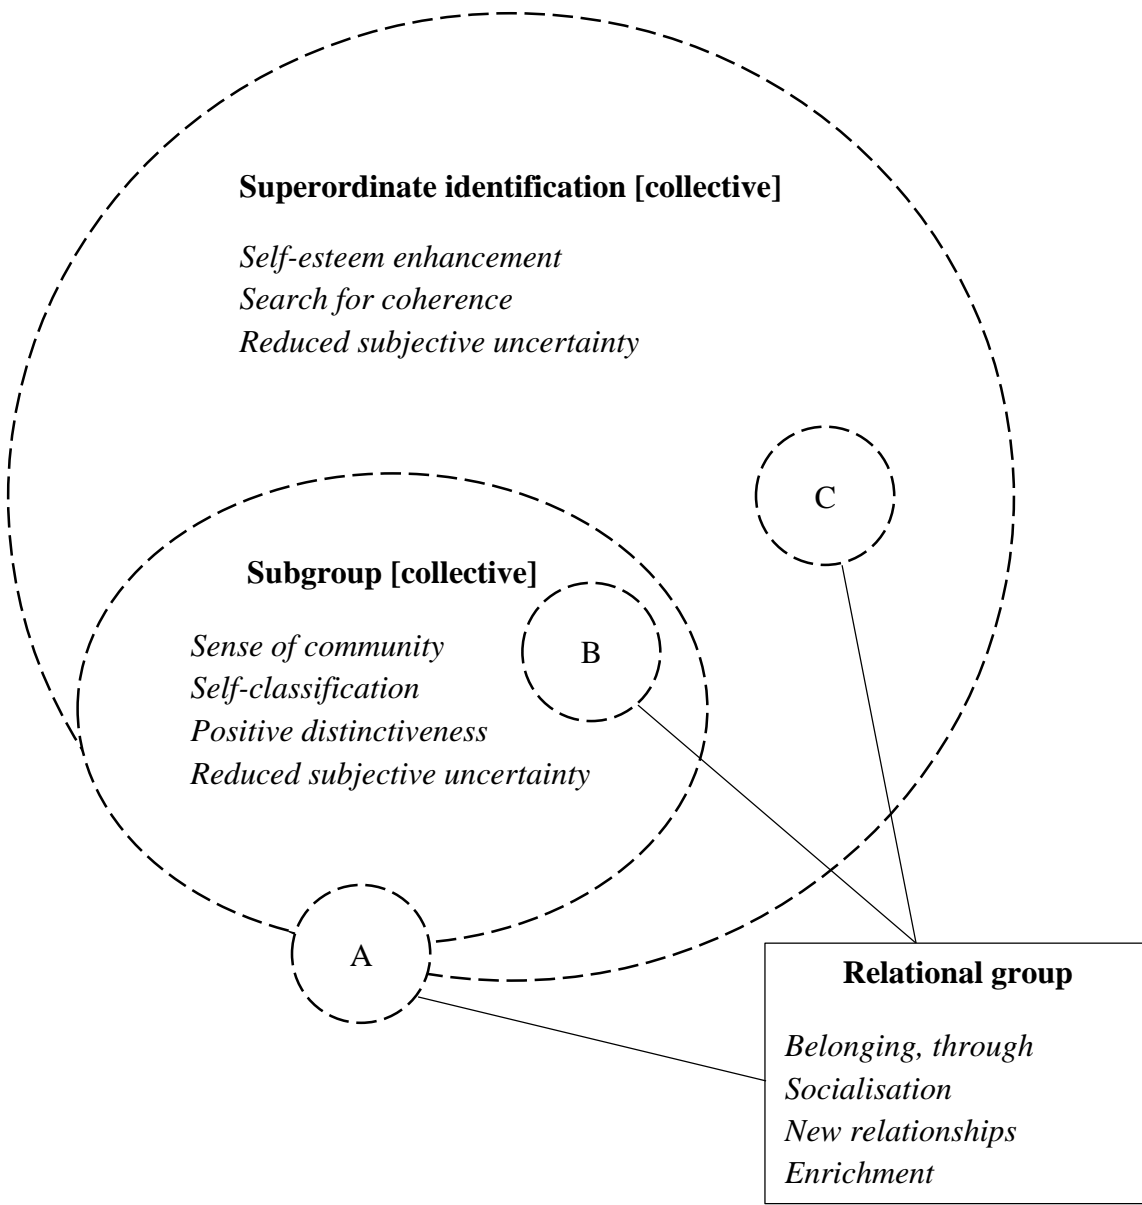 Superordinate identification [collective]
Self-esteem enhancement
Search for coherence
Reduced subjective uncertainty
C
Subgroup [collective]
B
Sense of community
Self-classification
Positive distinctiveness
Reduced subjective uncertainty
A
Relational group
Belonging, through
Socialisation
New relationships
Enrichment